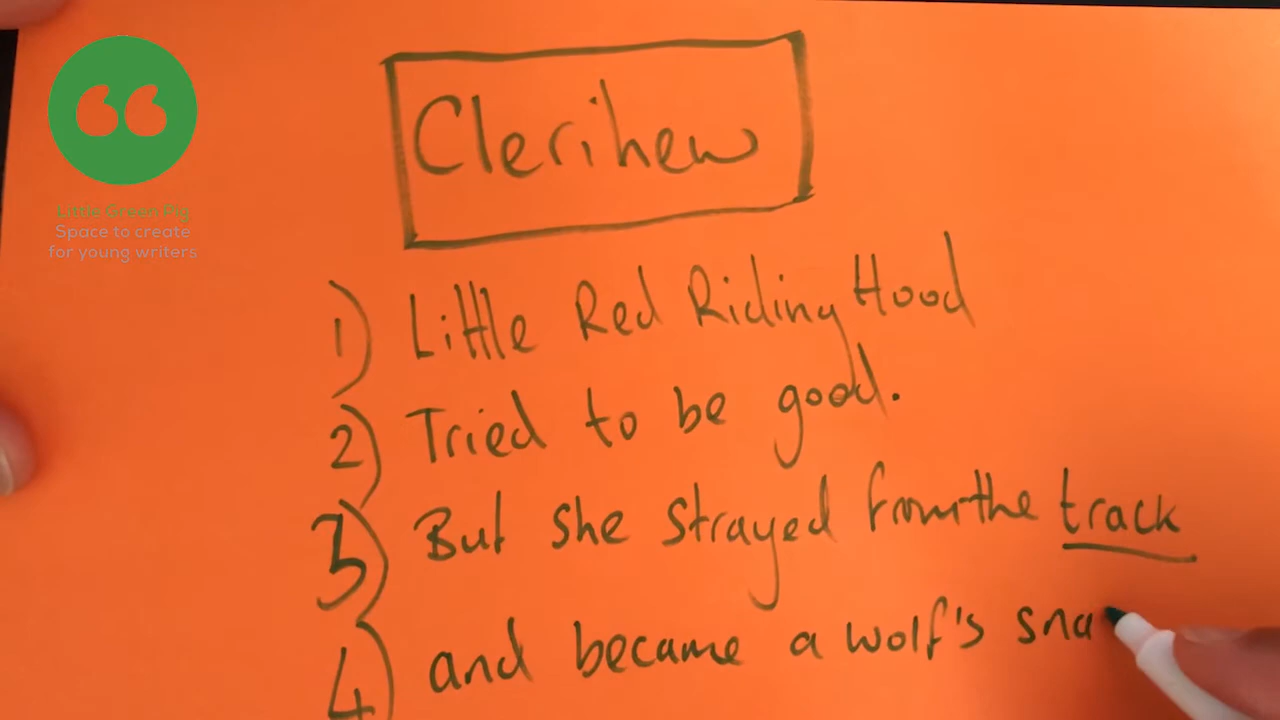 Little Green Pig
Space to create
for young writers
Clerihew
1) Little Red Riding Hood
2) Tried to be good.
3) But she strayed from the track
4) and became a wolf's sna